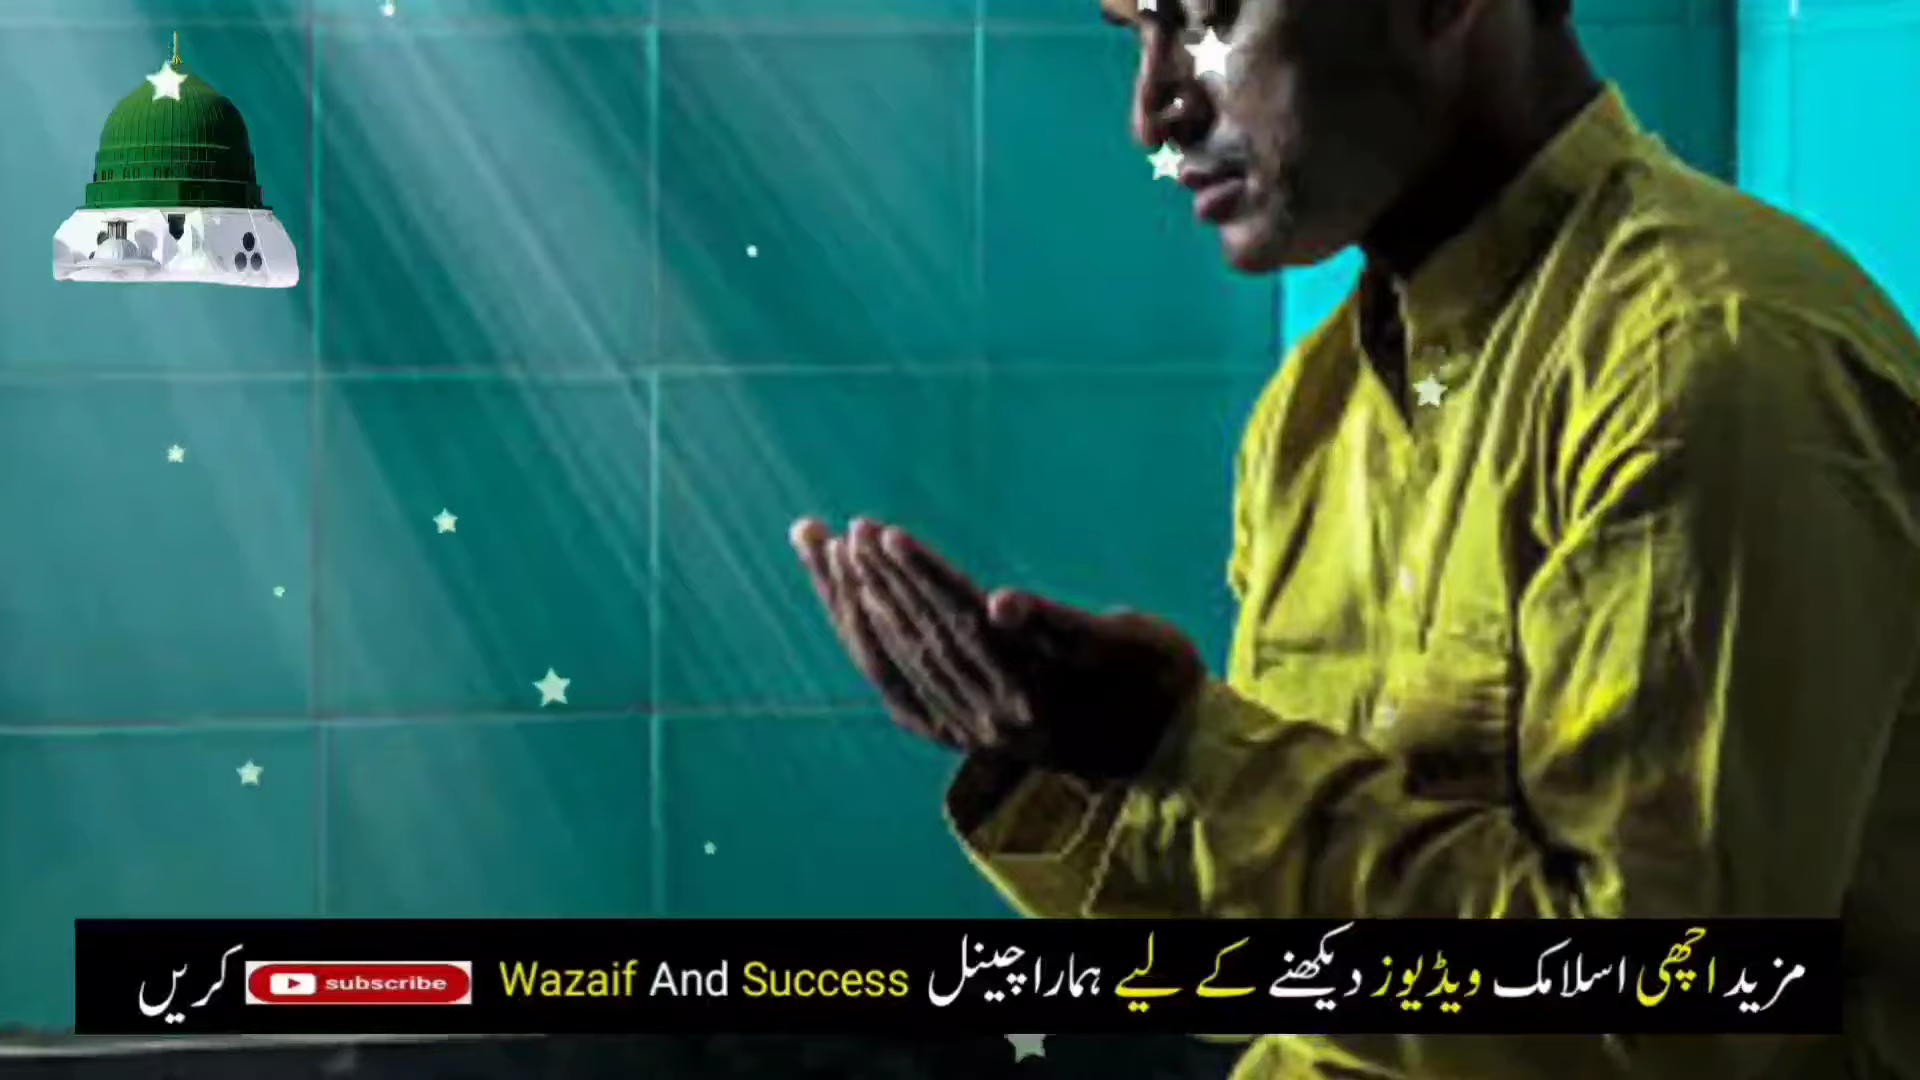 مزید اچھی اسلامک ویڈیوز دیکھنے کے لیے ہمارا چینل Wazaif And Success subscribe کریں